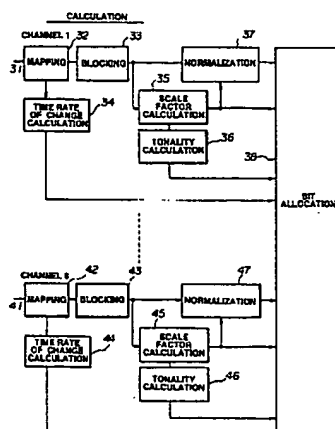 CALCULATION
CHANNEL 1
32
33
37
31
MAPPING
BLOCKING
NORMALIZATION
34
TIME RATE
OF CHANGE
CALCULATION
35
SCALE
FACTOR
CALCULATION
36
TONALITY
CALCULATION
38
BIT
ALLOCATION
42
43
47
41
MAPPING
BLOCKING
NORMALIZATION
44
TIME RATE
OF CHANGE
CALCULATION
45
SCALE
FACTOR
CALCULATION
46
TONALITY
CALCULATION